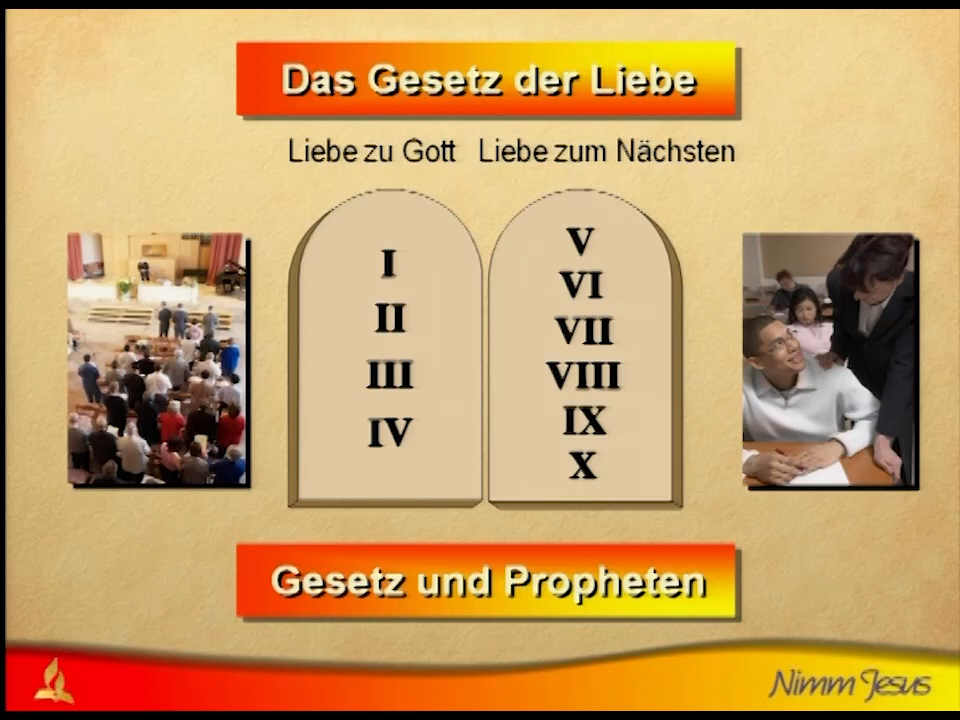 Das Gesetz der Liebe
Liebe zu Gott Liebe zum Nächsten
I
II
III
IV
V
VI
VII
VIII
IX
X
Gesetz und Propheten
Nimm Jesus